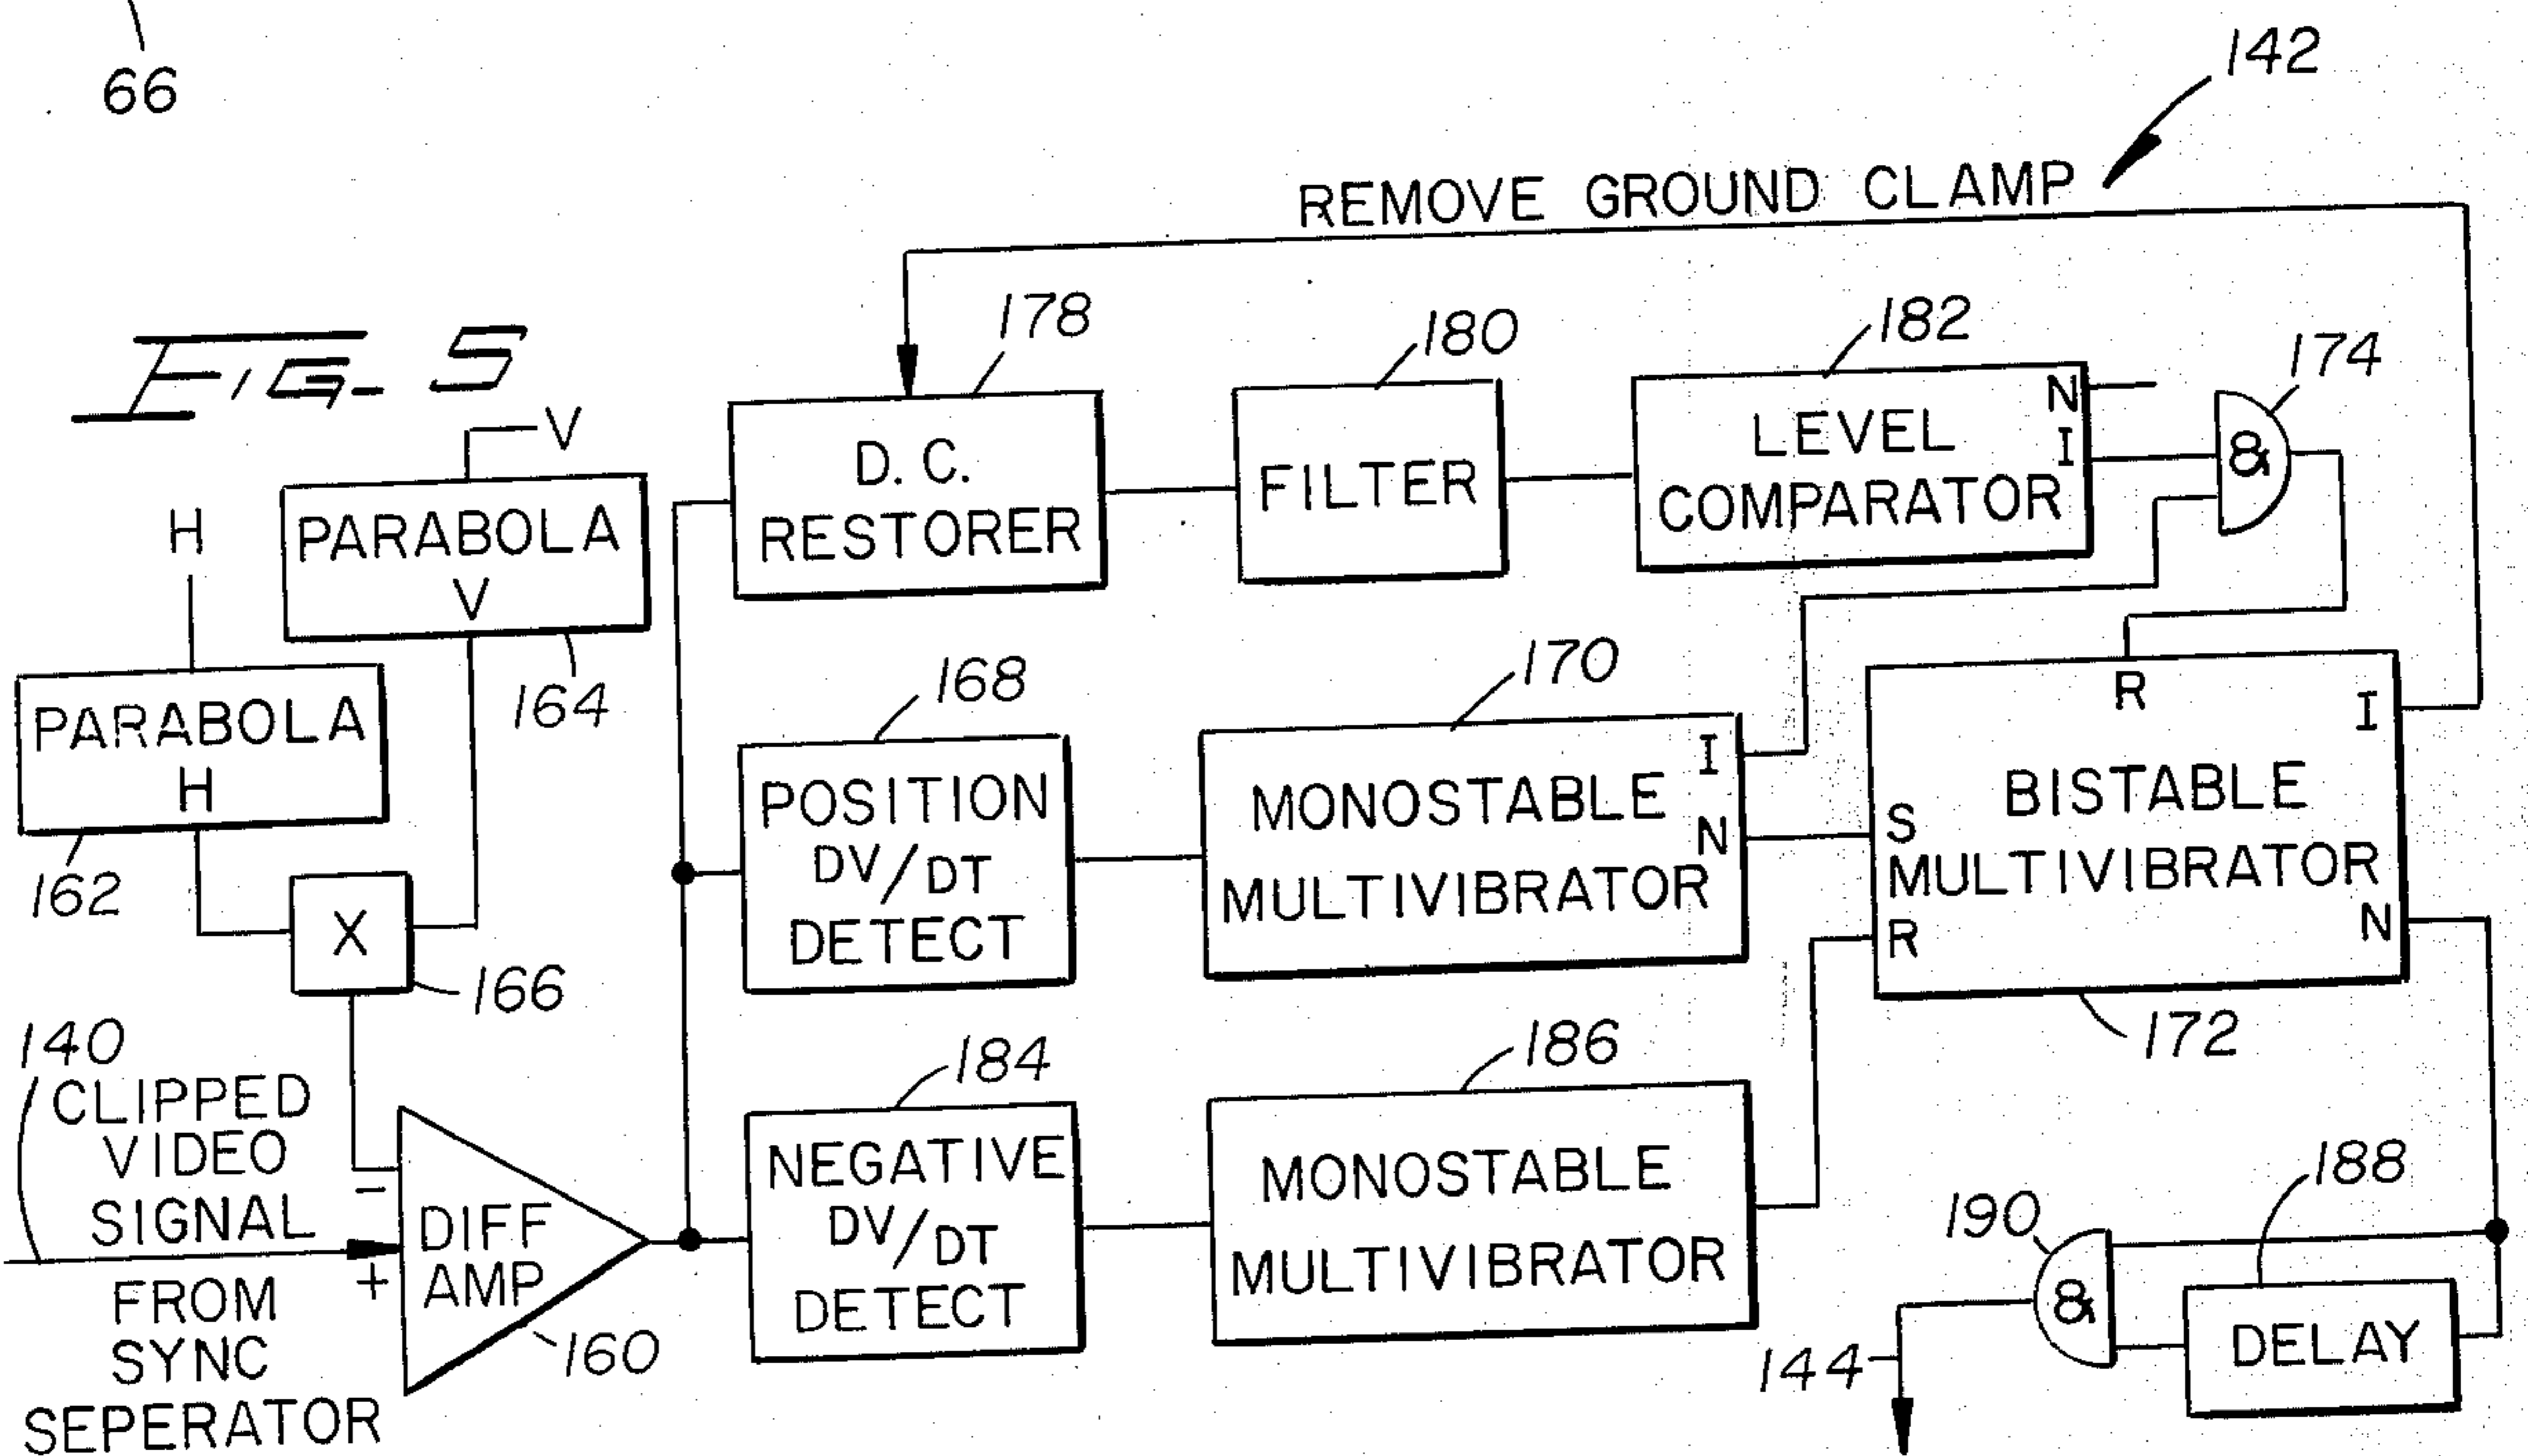 66
142
REMOVE GROUND CLAMP
FIG. 5
178
180
182
174
V
D. C.
RESTORER
FILTER
N
I
LEVEL
COMPARATOR
&
H
PARABOLA
V
164
PARABOLA
H
162
168
170
POSITION
DV/DT
DETECT
I
N
MONOSTABLE
MULTIVIBRATOR
R
I
S
BISTABLE
MULTIVIBRATOR
R
N
172
X
166
140
CLIPPED
VIDEO
SIGNAL
FROM
SYNC
SEPERATOR
-
+
DIFF
AMP
160
184
186
NEGATIVE
DV/DT
DETECT
MONOSTABLE
MULTIVIBRATOR
188
190
&
DELAY
144